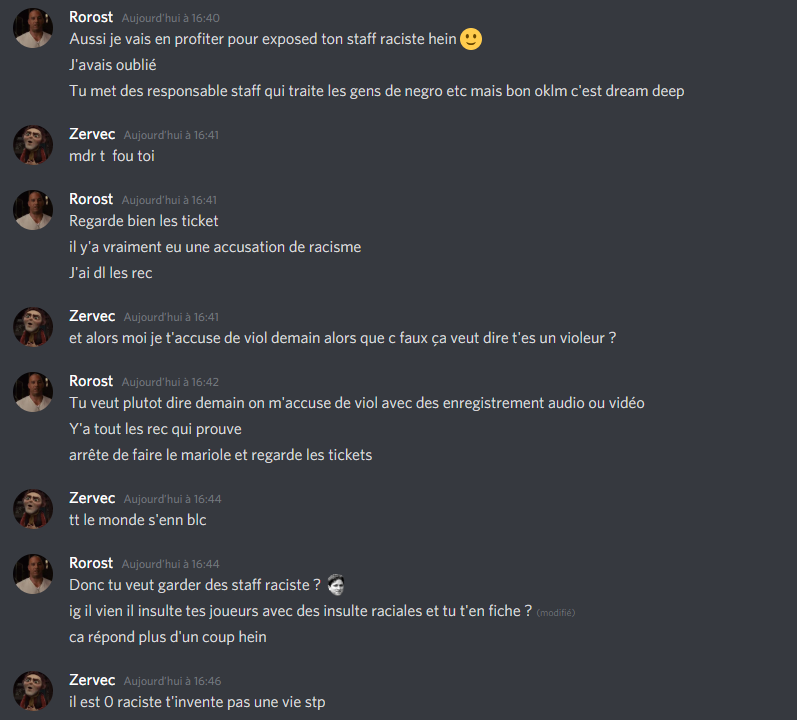 Rorost Aujourd'hui à 16:40
Aussi je vais en profiter pour exposed ton staff raciste hein
J'avais oublié
Tu met des responsable staff qui traite les gens de negro etc mais bon oklm c'est dream deep
Zervec Aujourd'hui à 16:41
mdr t fou toi
Rorost Aujourd'hui à 16:41
Regarde bien les ticket
il y'a vraiment eu une accusation de racisme
J'ai dl les rec
Zervec Aujourd'hui à 16:41
et alors moi je t'accuse de viol demain alors que c faux ça veut dire t'es un violeur ?
Rorost Aujourd'hui à 16:42
Tu veut plutot dire demain on m'accuse de viol avec des enregistrement audio ou vidéo
Y'a tout les rec qui prouve
arrête de faire le mariole et regarde les tickets
Zervec Aujourd'hui à 16:44
tt le monde s'enn blc
Rorost Aujourd'hui à 16:44
Donc tu veut garder des staff raciste ?
ig il vien il insulte tes joueurs avec des insulte raciales et tu t'en fiche ? (modifié)
ca répond plus d'un coup hein
Zervec Aujourd'hui à 16:46
il est 0 raciste t'invente pas une vie stp